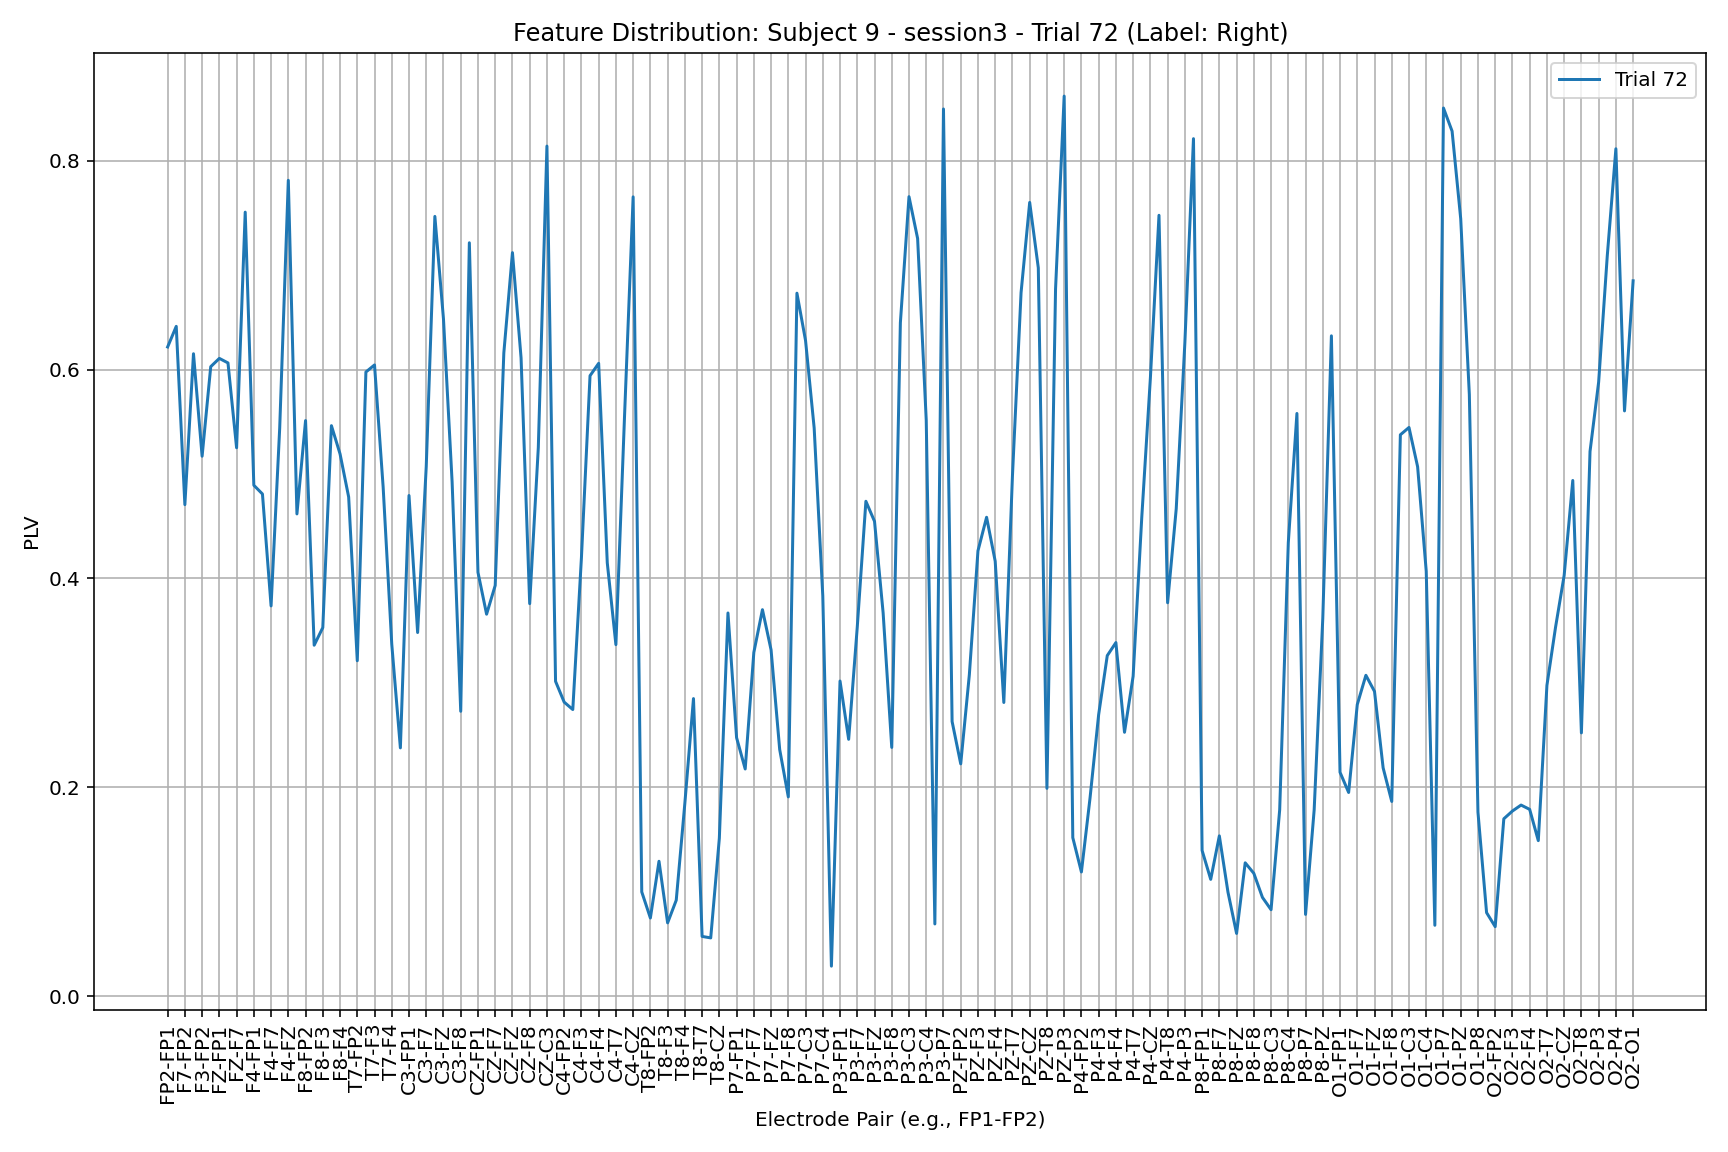 Feature Distribution: Subject 9 - session3 - Trial 72 (Label: Right)
Trial 72
PLV
0.8
0.6
0.4
0.2
0.0
FP2-FP1
F7-FP2
F3-FP2
FZ-FP1
FZ-F7
F4-FP1
F4-F7
F4-FZ
F8-FP2
F8-F3
F8-F4
T7-FP2
T7-F3
T7-F4
C3-FP1
C3-F7
C3-FZ
C3-F8
CZ-FP1
CZ-F7
CZ-FZ
CZ-F8
CZ-C3
C4-FP2
C4-F3
C4-F4
C4-T7
C4-CZ
T8-FP2
T8-F3
T8-F4
T8-T7
T8-CZ
P7-FP1
P7-F7
P7-FZ
P7-F8
P7-C3
P7-C4
P3-FP1
P3-F7
P3-FZ
P3-F8
P3-C3
P3-C4
P3-P7
PZ-FP2
PZ-F3
PZ-F4
PZ-T7
PZ-CZ
PZ-T8
PZ-P3
P4-FP2
P4-F3
P4-F4
P4-T7
P4-CZ
P4-T8
P4-P3
P8-FP1
P8-F7
P8-FZ
P8-F8
P8-C3
P8-C4
P8-P7
P8-PZ
O1-FP1
O1-F7
O1-FZ
O1-F8
O1-C3
O1-C4
O1-P7
O1-PZ
O1-P8
O2-FP2
O2-F3
O2-F4
O2-T7
O2-CZ
O2-T8
O2-P3
O2-P4
O2-O1
Electrode Pair (e.g., FP1-FP2)